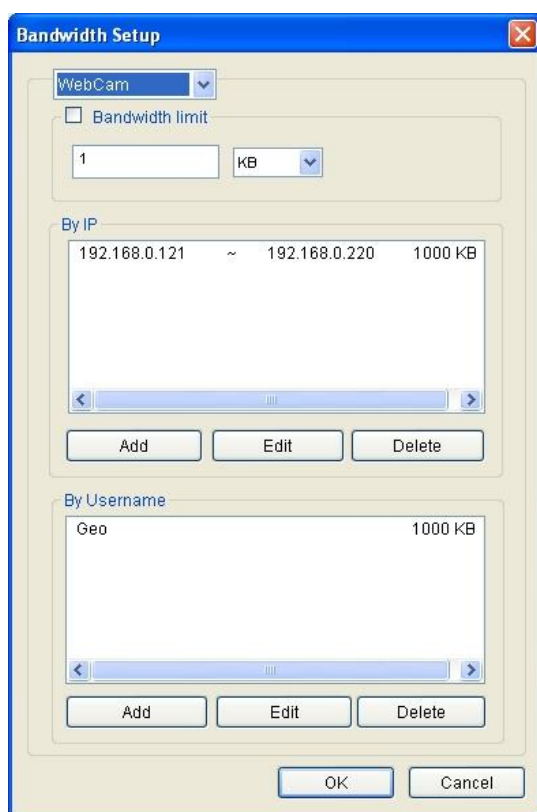 Bandwidth Setup
WebCam
Bandwidth limit
1 KB
By IP
192.168.0.121 ~ 192.168.0.220 1000 KB
Add Edit Delete
By Username
Geo 1000 KB
Add Edit Delete
OK Cancel